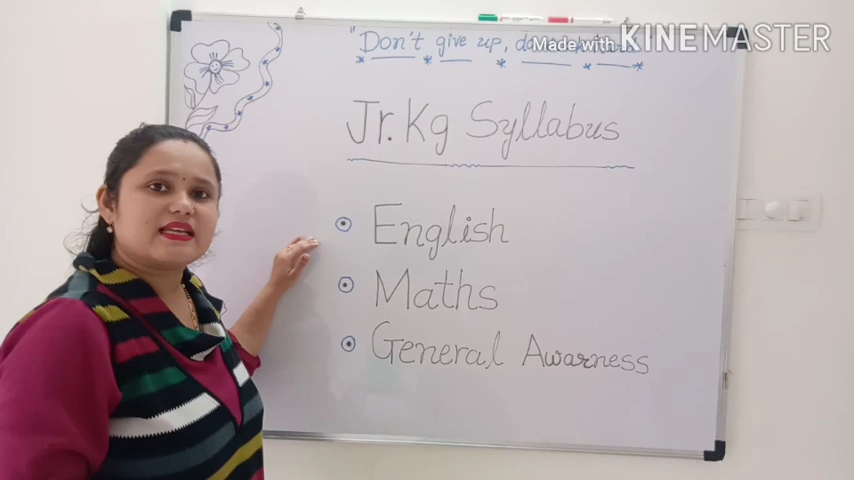 "Don't give up,
Made with KINEMASTER
Jr. Kg Syllabus
English
Maths
General Awarness